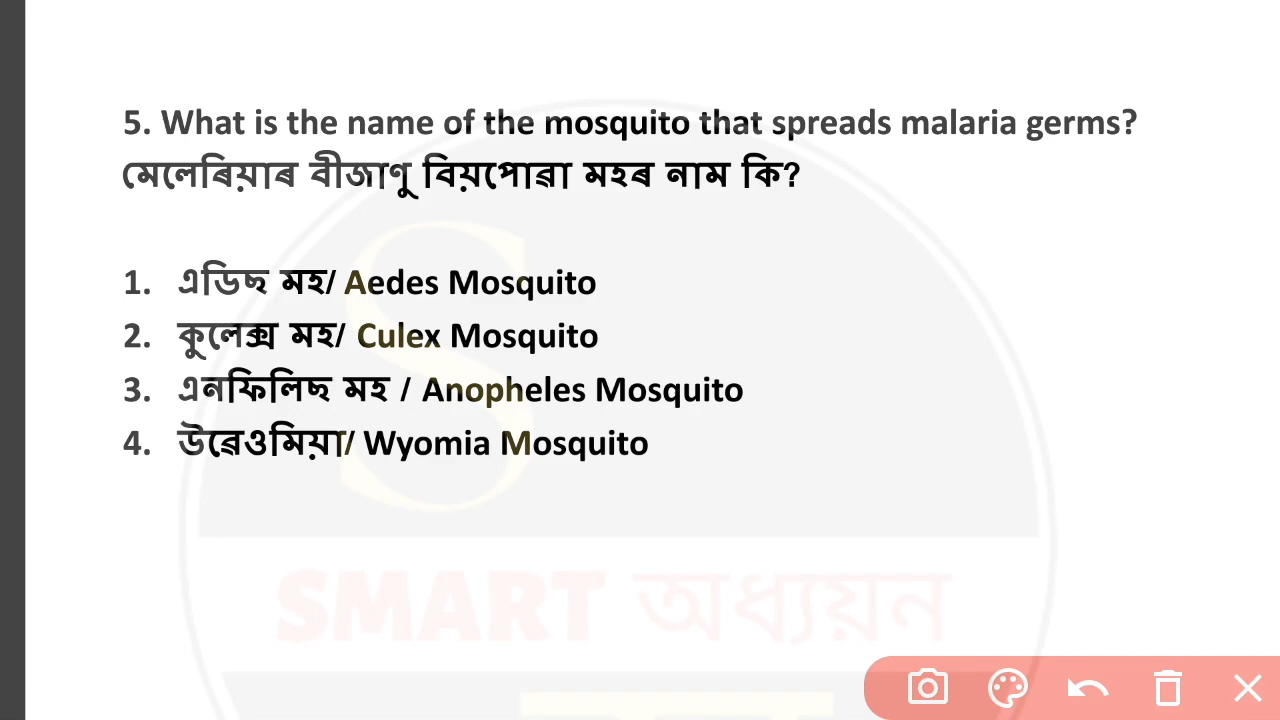 5. What is the name of the mosquito that spreads malaria germs?
মেলেৰিয়াৰ বীজাণু বিয়পোৱা মহৰ নাম কি?
1. এডিছ মহ/ Aedes Mosquito
2. কুলেক্স মহ/ Culex Mosquito
3. এনফিলিছ মহ / Anopheles Mosquito
4. উৱেওমিয়া/ Wyomia Mosquito
S
SMART অধ্যয়ন